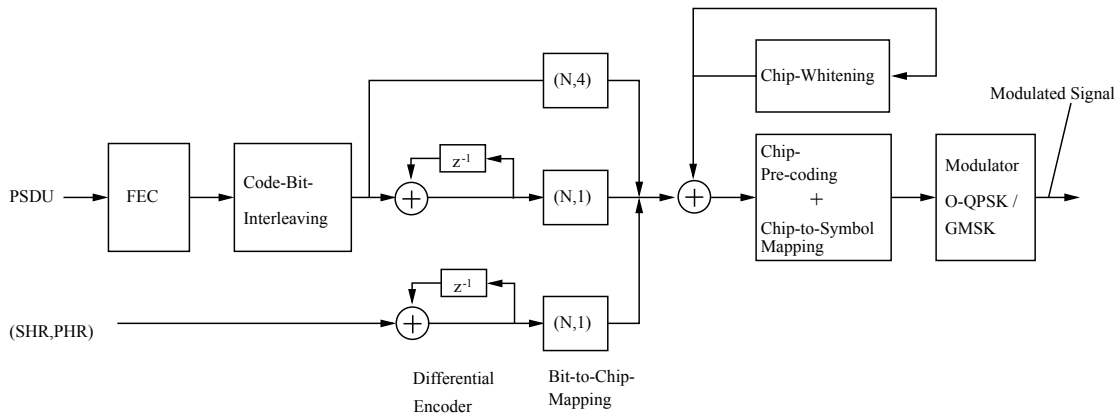 (N,4)
Chip-Whitening
Modulated Signal
PSDU
FEC
Code-Bit-
Interleaving
z-1
+
(N,1)
+
Chip-
Pre-coding
+
Chip-to-Symbol
Mapping
Modulator
O-QPSK /
GMSK
(SHR,PHR)
z-1
+
(N,1)
Differential
Encoder
Bit-to-Chip-
Mapping